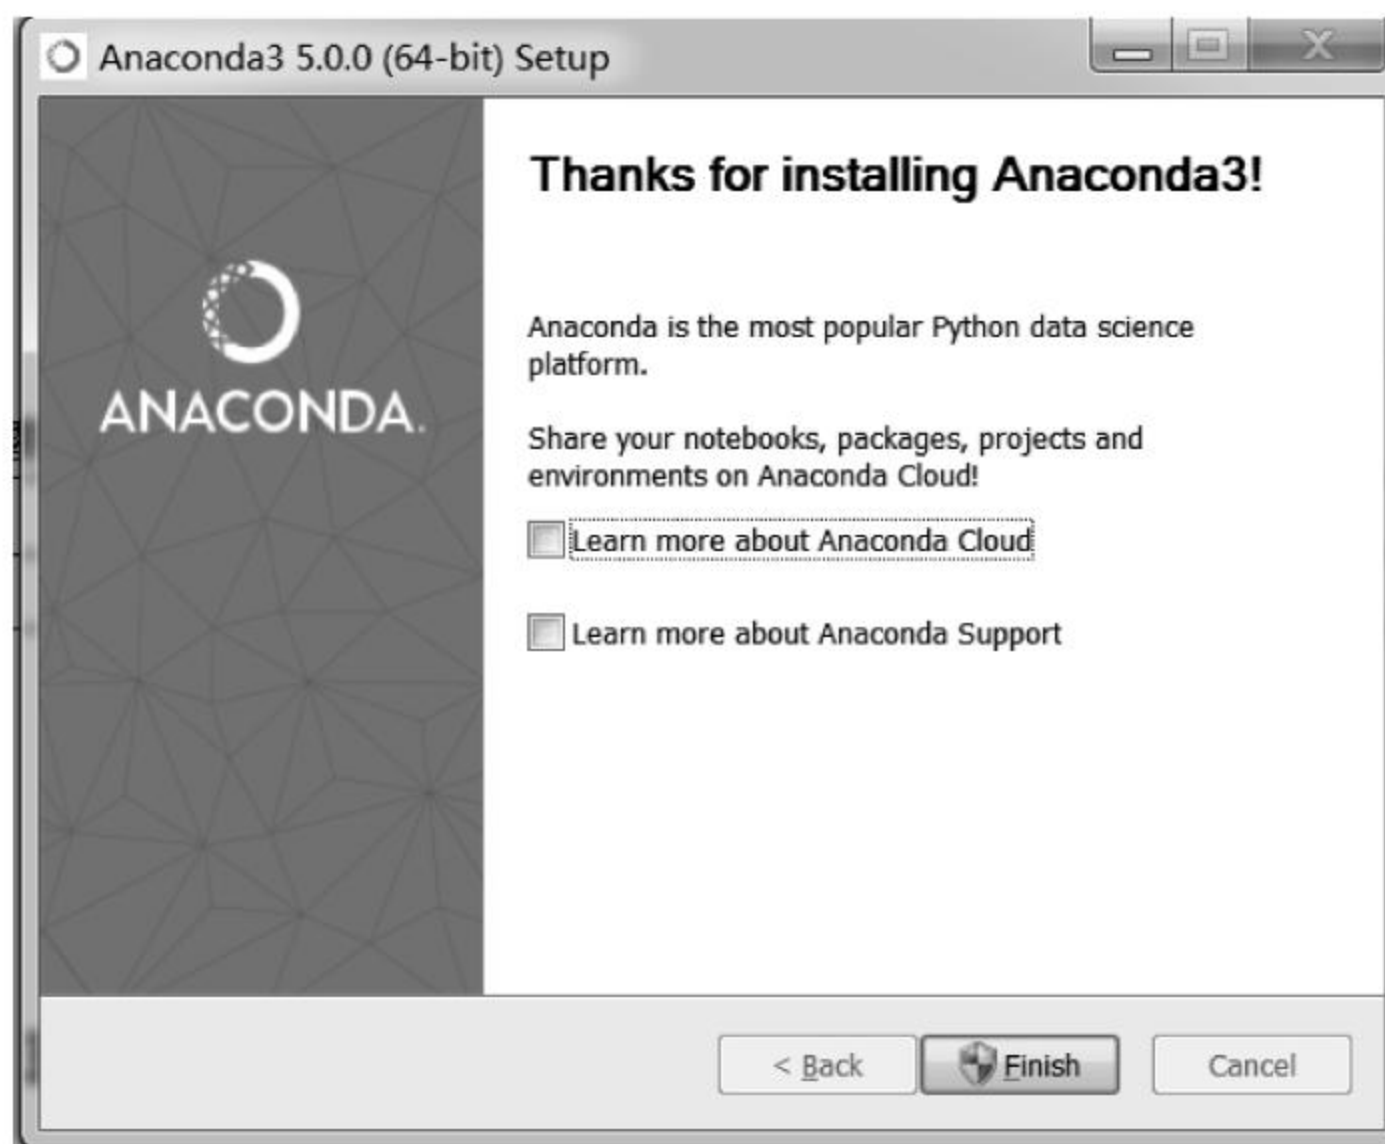 Anaconda3 5.0.0 (64-bit) Setup
Thanks for installing Anaconda3!
Anaconda is the most popular Python data science
platform.
Share your notebooks, packages, projects and
environments on Anaconda Cloud!
Learn more about Anaconda Cloud
Learn more about Anaconda Support
ANACONDA.
< Back
Finish
Cancel